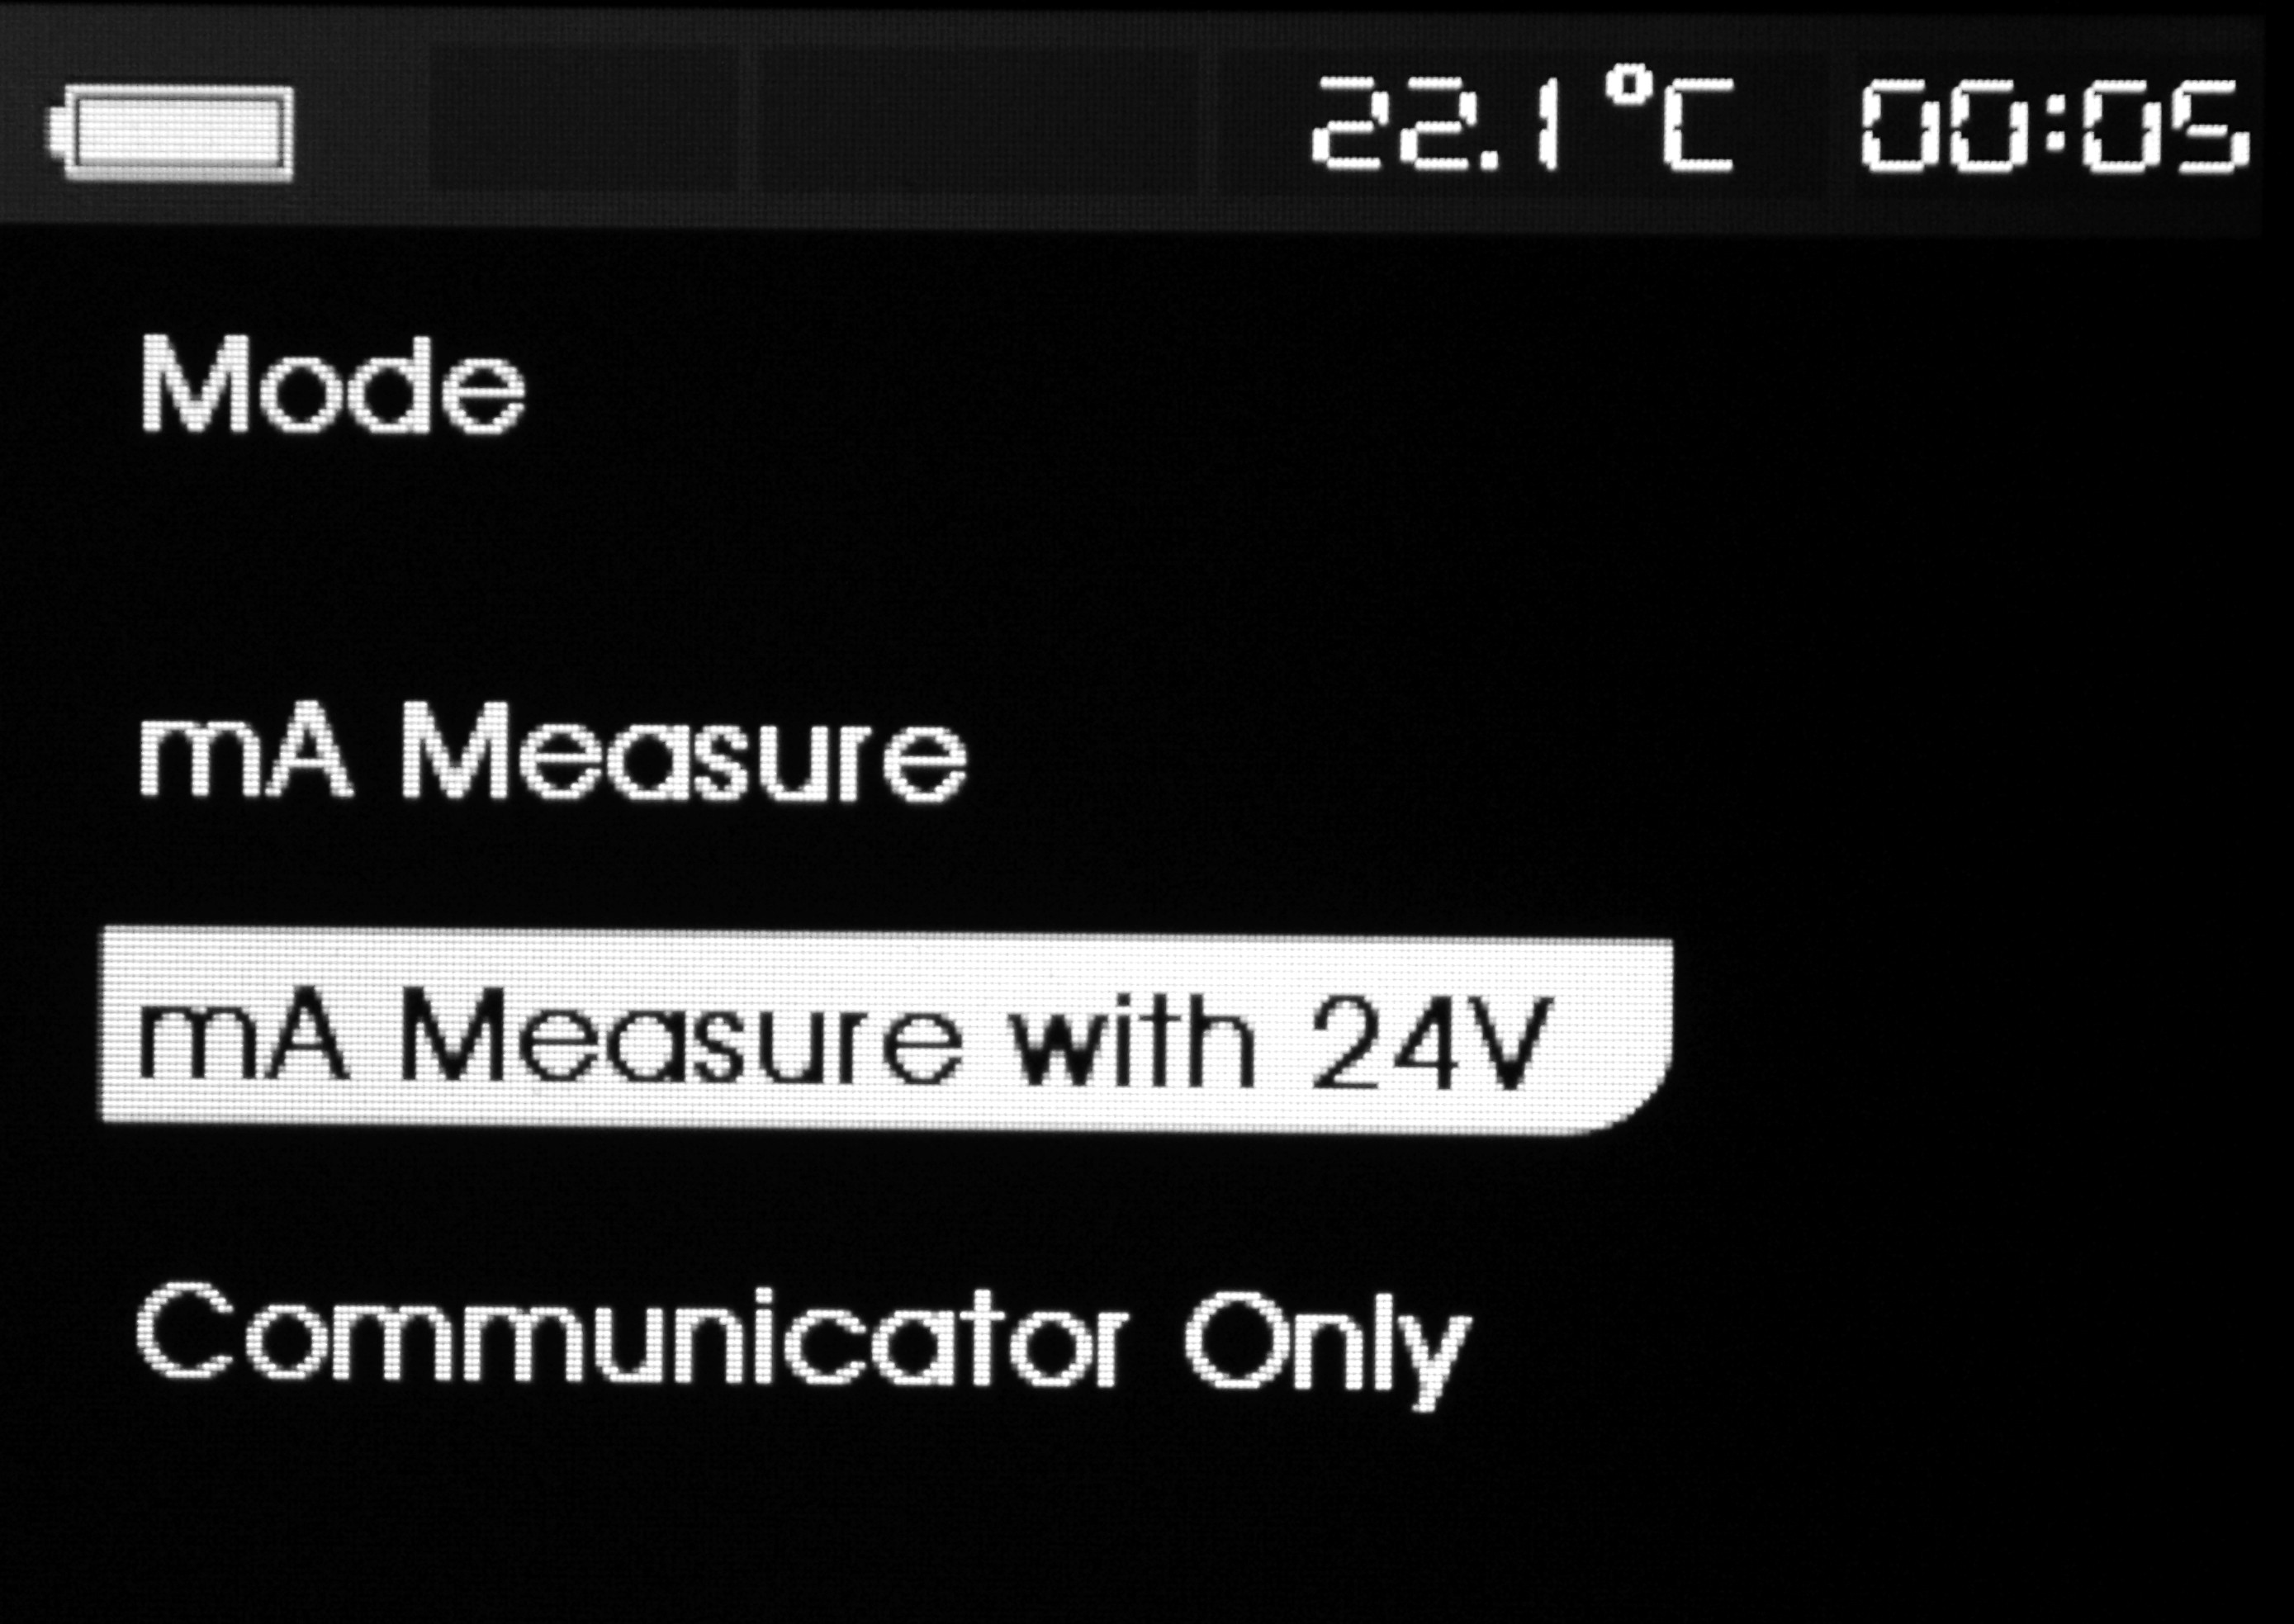 22.1 °C 00:05
Mode
mA Measure
mA Measure with 24V
Communicator Only